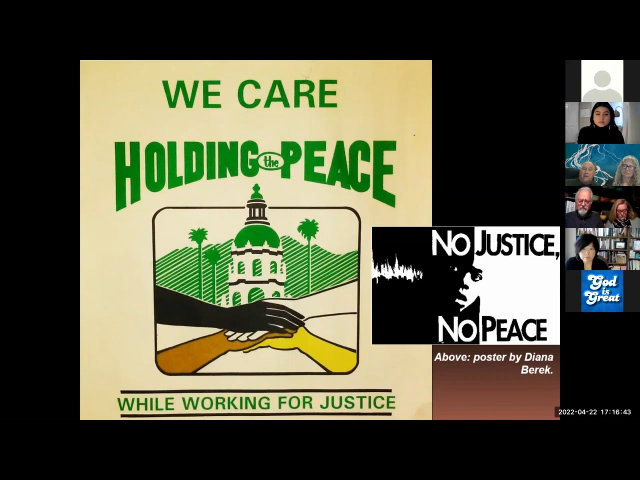 WE CARE
HOLDING the PEACE
WHILE WORKING FOR JUSTICE
NO JUSTICE,
NO PEACE
Above: poster by Diana
Berek.
God
is
Great
2022-04-22 17:16:43